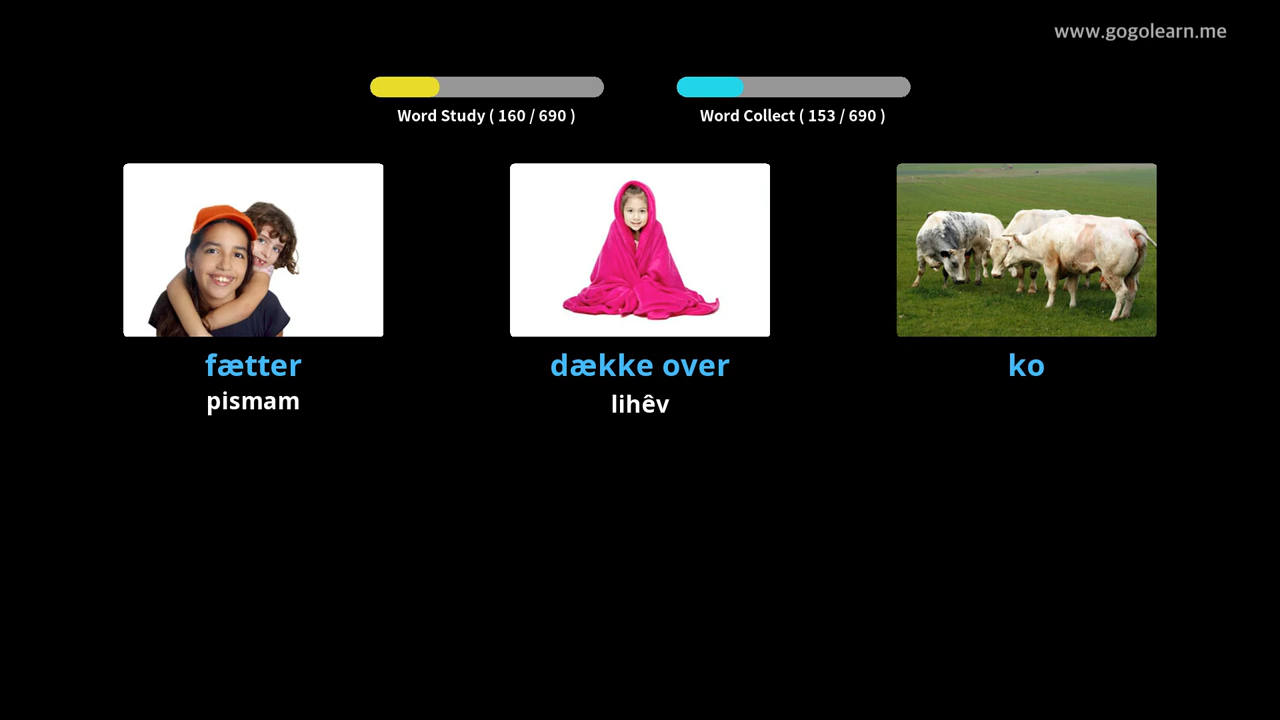 www.gogolearn.me
Word Study ( 160 / 690 )
Word Collect ( 153 / 690 )
fætter
pismam
dække over
lihêv
ko